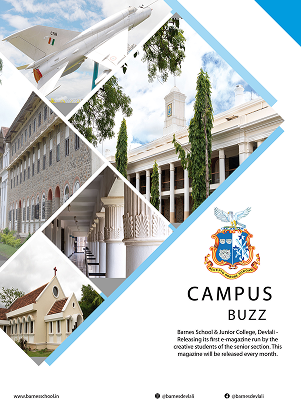 CAMPUS
BUZZ
Barnes School & Junior College, Devlali -
Releasing its first e-magazine run by the
creative students of the senior section. This
magazine will be released every month.
www.barnesschool.in
@barnesdevlali
@barnesdevlali